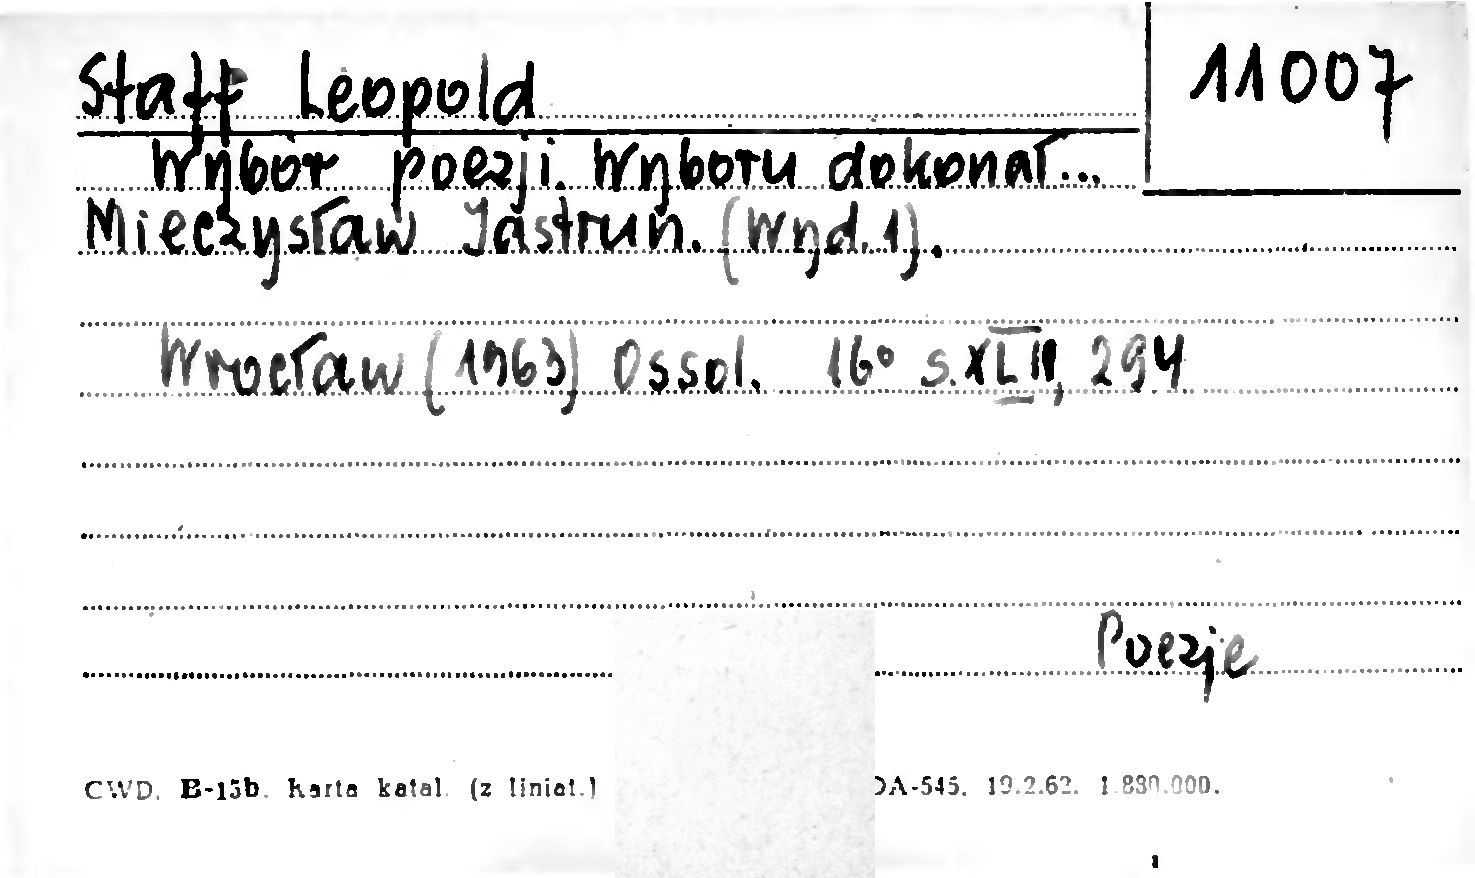 Staff Leopold
11007
Wybór poezji. Wyboru dokonał...
Mieczysław Jastrun. (Wyd. 1).
Wrocław (1963) Ossol. 16° s. XLII, 294
Poezje
CWD. B-15b. karta katal. (z liniat.) DA-545. 19.2.62. 1.830.000.